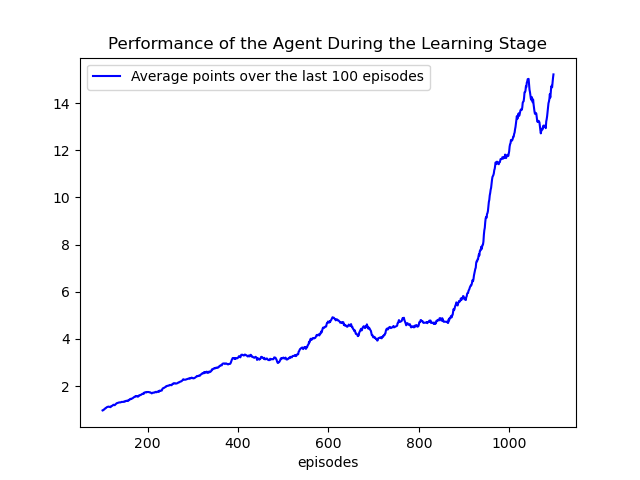 Performance of the Agent During the Learning Stage
Average points over the last 100 episodes
14
12
10
8
6
4
2
200 400 600 800 1000
episodes